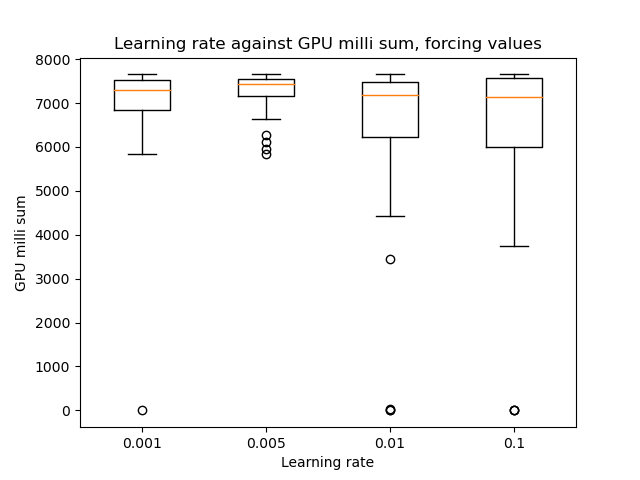 Learning rate against GPU milli sum, forcing values
8000
7000
6000
5000
4000
3000
2000
1000
0
GPU milli sum
0.001 0.005 0.01 0.1
Learning rate